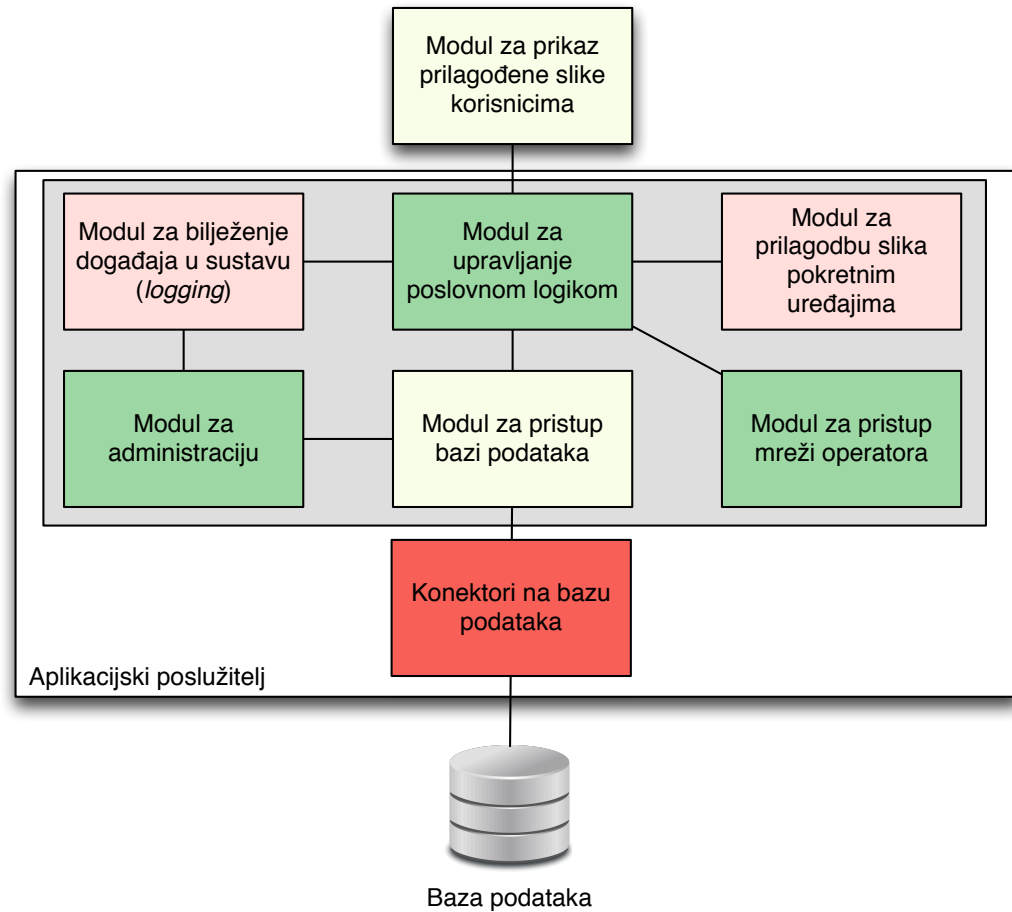 Modul za prikaz
prilagođene slike
korisnicima
Modul za bilježenje
događaja u sustavu
(logging)
Modul za
upravljanje
poslovnom logikom
Modul za
prilagodbu slika
pokretnim
uređajima
Modul za
administraciju
Modul za pristup
bazi podataka
Modul za pristup
mreži operatora
Konektori na bazu
podataka
Aplikacijski poslužitelj
Baza podataka